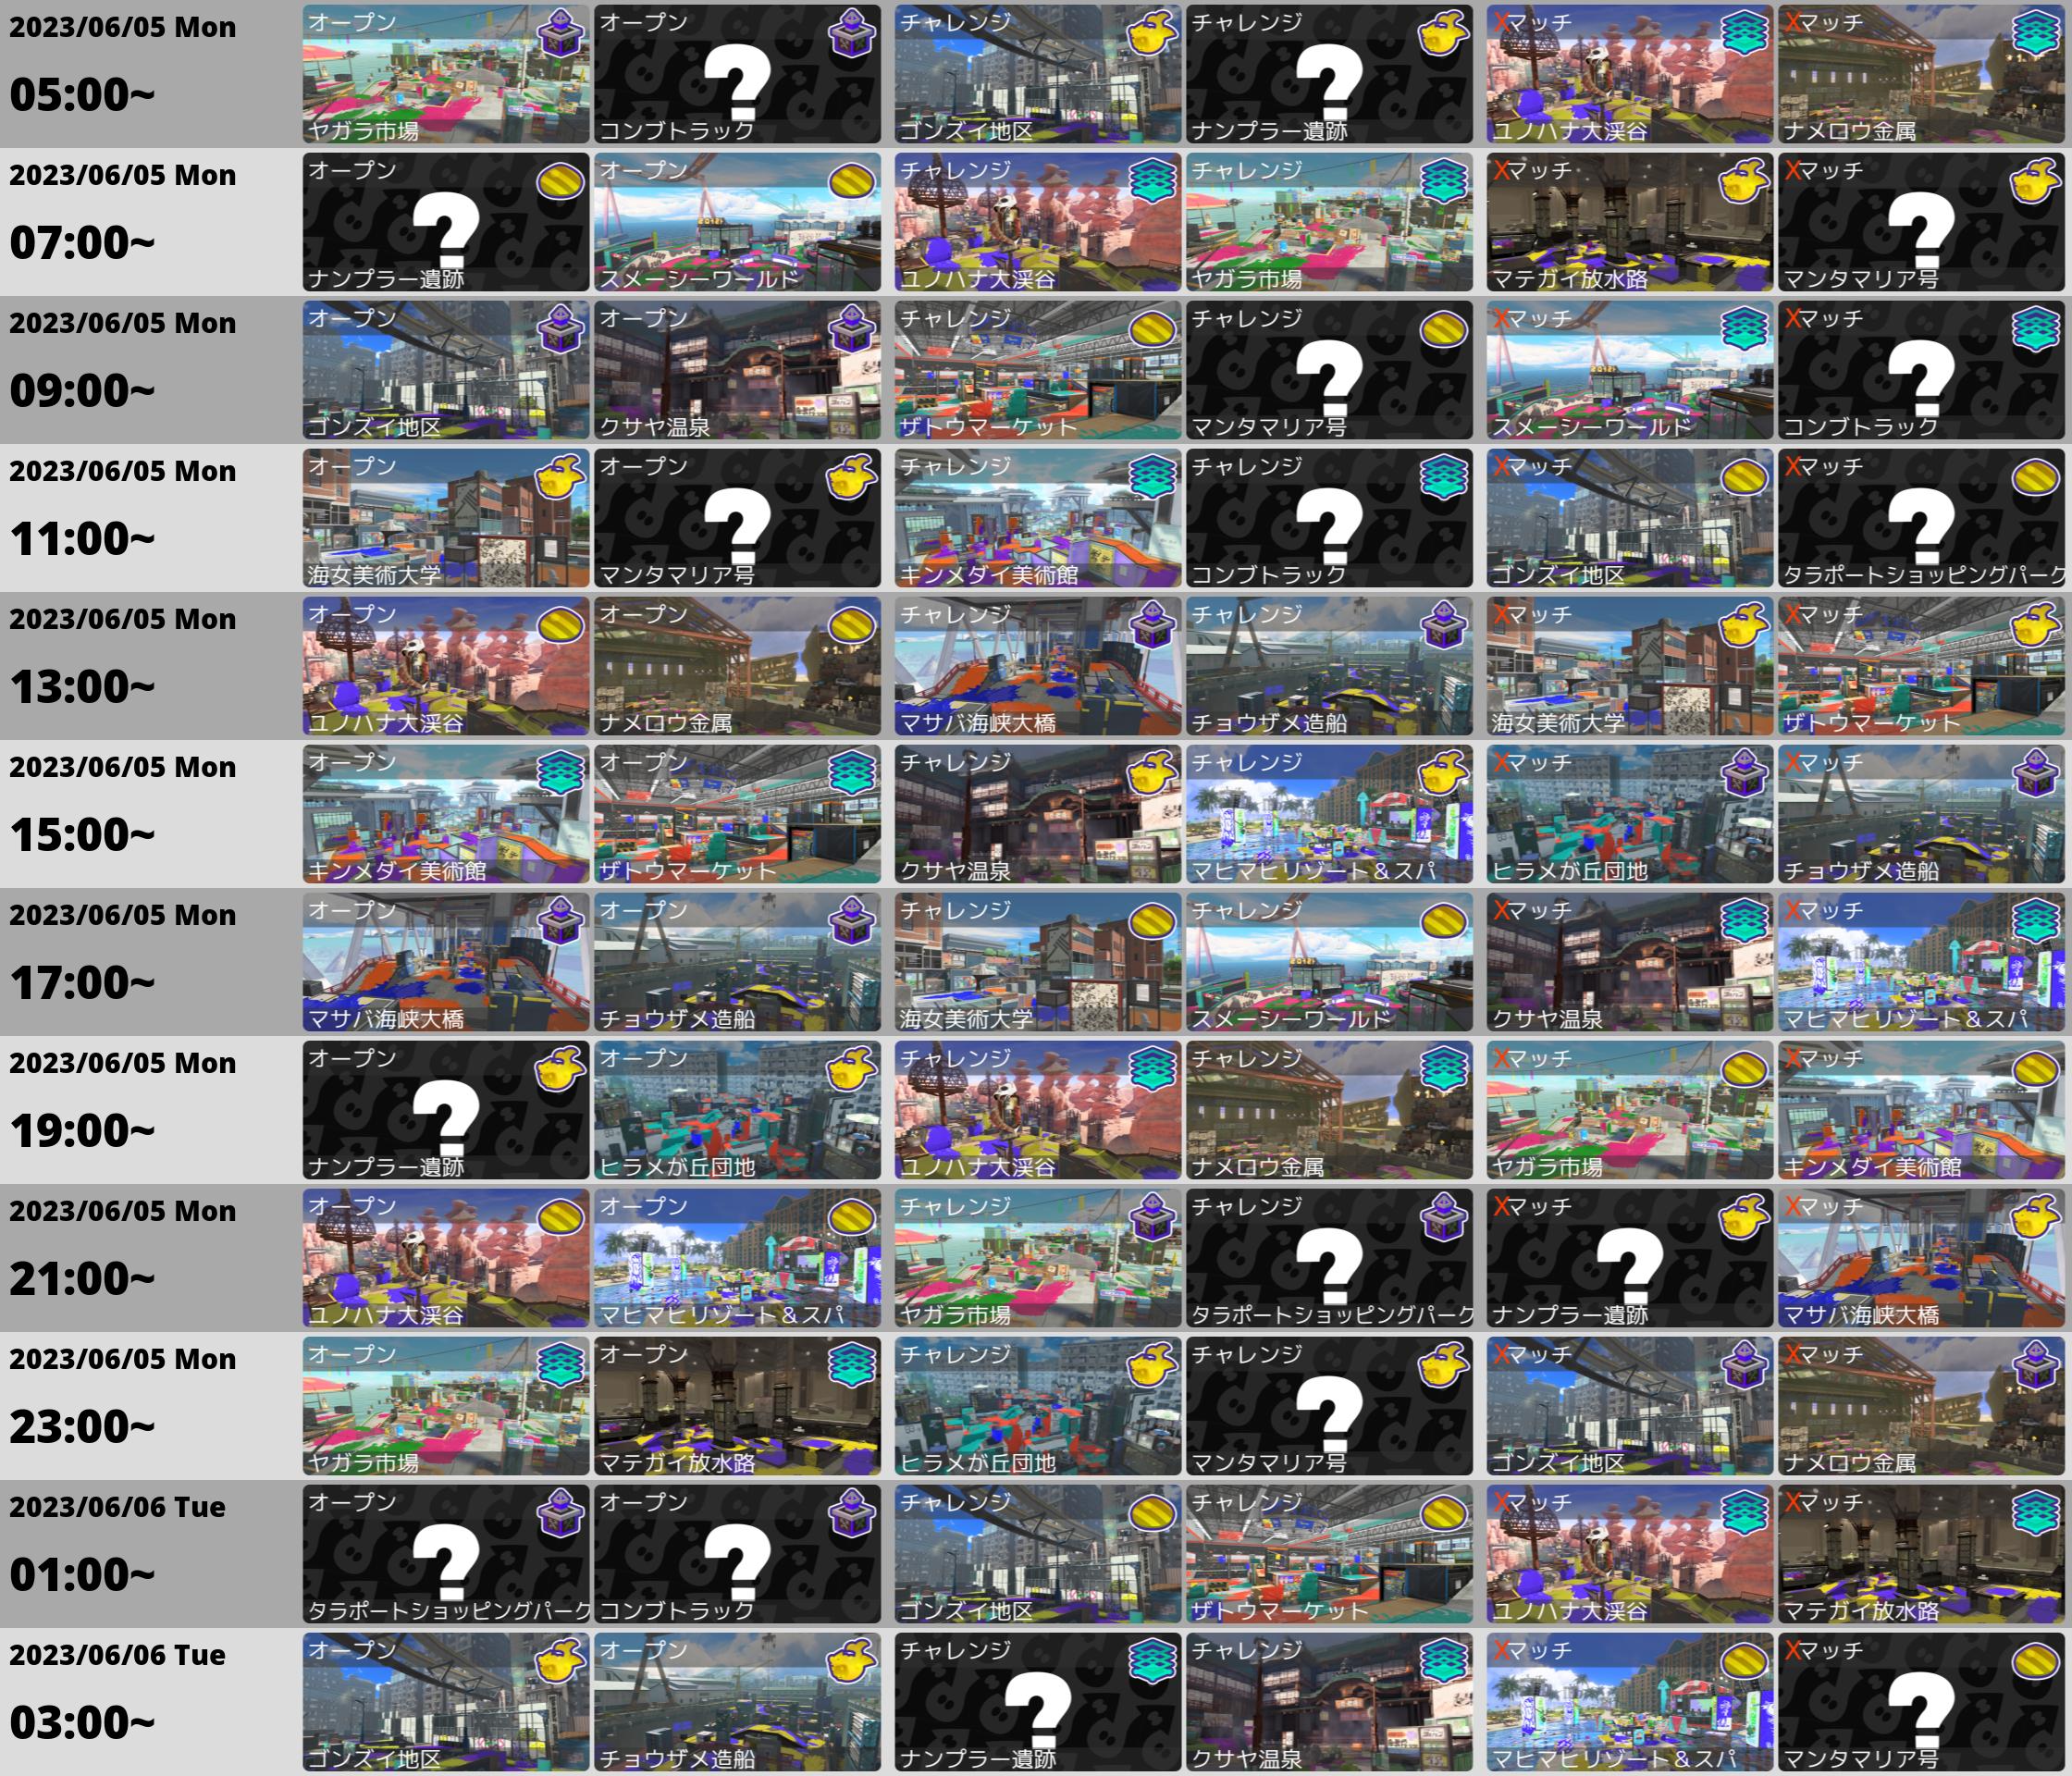 2023/06/05 Mon
05:00~
オープン オープン チャレンジ チャレンジ Xマッチ Xマッチ
ヤガラ市場 コンブトラック ゴンズイ地区 ナンプラー遺跡 ユノハナ大渓谷 ナメロウ金属
2023/06/05 Mon
07:00~
オープン オープン チャレンジ チャレンジ Xマッチ Xマッチ
ナンプラー遺跡 スメーシーワールド ユノハナ大渓谷 ヤガラ市場 マテガイ放水路 マンタマリア号
2023/06/05 Mon
09:00~
オープン オープン チャレンジ チャレンジ Xマッチ Xマッチ
ゴンズイ地区 クサヤ温泉 ザトウマーケット マンタマリア号 スメーシーワールド コンブトラック
2023/06/05 Mon
11:00~
オープン オープン チャレンジ チャレンジ Xマッチ Xマッチ
海女美術大学 マンタマリア号 キンメダイ美術館 コンブトラック ゴンズイ地区 タラポートショッピングパーク
2023/06/05 Mon
13:00~
オープン オープン チャレンジ チャレンジ Xマッチ Xマッチ
ユノハナ大渓谷 ナメロウ金属 マサバ海峡大橋 チョウザメ造船 海女美術大学 ザトウマーケット
2023/06/05 Mon
15:00~
オープン オープン チャレンジ チャレンジ Xマッチ Xマッチ
キンメダイ美術館 ザトウマーケット クサヤ温泉 マヒマヒリゾート＆スパ ヒラメが丘団地 チョウザメ造船
2023/06/05 Mon
17:00~
オープン オープン チャレンジ チャレンジ Xマッチ Xマッチ
マサバ海峡大橋 チョウザメ造船 海女美術大学 スメーシーワールド クサヤ温泉 マヒマヒリゾート＆スパ
2023/06/05 Mon
19:00~
オープン オープン チャレンジ チャレンジ Xマッチ Xマッチ
ナンプラー遺跡 ヒラメが丘団地 ユノハナ大渓谷 ナメロウ金属 ヤガラ市場 キンメダイ美術館
2023/06/05 Mon
21:00~
オープン オープン チャレンジ チャレンジ Xマッチ Xマッチ
ユノハナ大渓谷 マヒマヒリゾート＆スパ ヤガラ市場 タラポートショッピングパーク ナンプラー遺跡 マサバ海峡大橋
2023/06/05 Mon
23:00~
オープン オープン チャレンジ チャレンジ Xマッチ Xマッチ
ヤガラ市場 マテガイ放水路 ヒラメが丘団地 マンタマリア号 ゴンズイ地区 ナメロウ金属
2023/06/06 Tue
01:00~
オープン オープン チャレンジ チャレンジ Xマッチ Xマッチ
タラポートショッピングパーク コンブトラック ゴンズイ地区 ザトウマーケット ユノハナ大渓谷 マテガイ放水路
2023/06/06 Tue
03:00~
オープン オープン チャレンジ チャレンジ Xマッチ Xマッチ
ゴンズイ地区 チョウザメ造船 ナンプラー遺跡 クサヤ温泉 マヒマヒリゾート＆スパ マンタマリア号